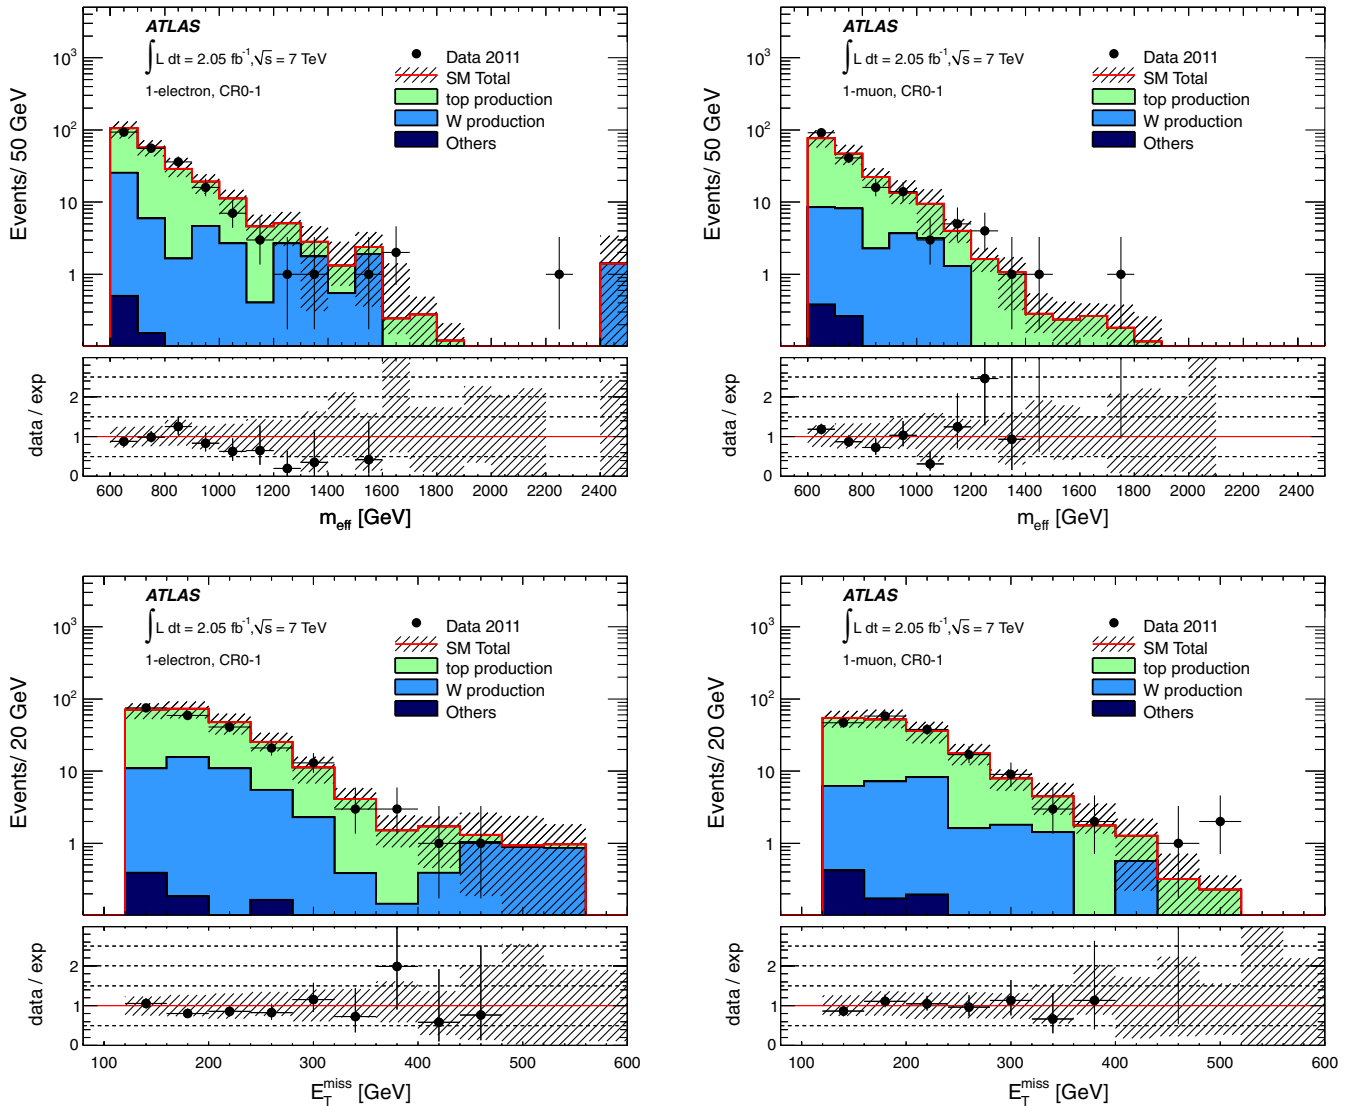 ATLAS
∫ L dt = 2.05 fb⁻¹,√s = 7 TeV
1-electron, CR0-1
Data 2011
SM Total
top production
W production
Others
Events/ 50 GeV
10³
10²
10
1
data / exp
2
1
0
600 800 1000 1200 1400 1600 1800 2000 2200 2400
m_eff [GeV]
ATLAS
∫ L dt = 2.05 fb⁻¹,√s = 7 TeV
1-muon, CR0-1
Data 2011
SM Total
top production
W production
Others
Events/ 50 GeV
10³
10²
10
1
data / exp
2
1
0
600 800 1000 1200 1400 1600 1800 2000 2200 2400
m_eff [GeV]
ATLAS
∫ L dt = 2.05 fb⁻¹,√s = 7 TeV
1-electron, CR0-1
Data 2011
SM Total
top production
W production
Others
Events/ 20 GeV
10³
10²
10
1
data / exp
2
1
0
100 200 300 400 500 600
E_T^miss [GeV]
ATLAS
∫ L dt = 2.05 fb⁻¹,√s = 7 TeV
1-muon, CR0-1
Data 2011
SM Total
top production
W production
Others
Events/ 20 GeV
10³
10²
10
1
data / exp
2
1
0
100 200 300 400 500 600
E_T^miss [GeV]